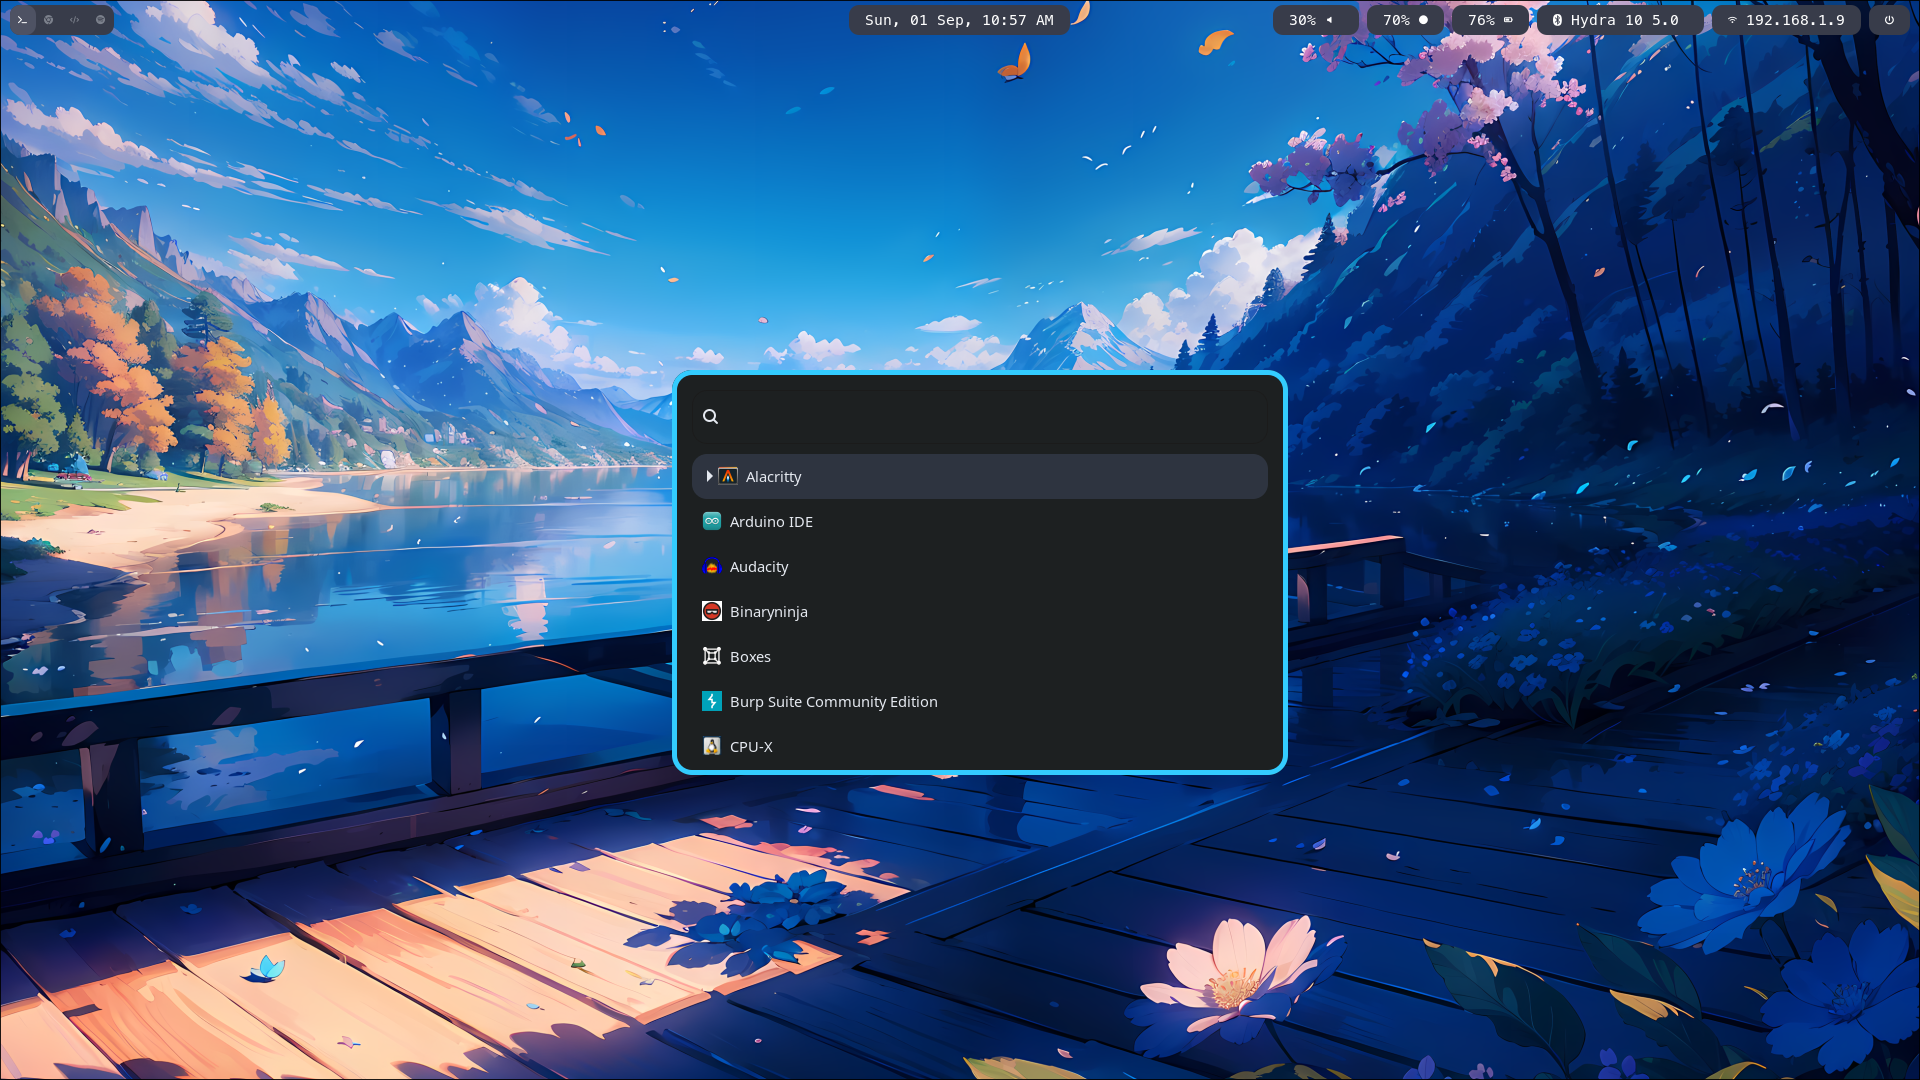 Sun, 01 Sep, 10:57 AM
30%
70%
76%
Hydra 10 5.0
192.168.1.9
Alacritty
Arduino IDE
Audacity
Binaryninja
Boxes
Burp Suite Community Edition
CPU-X